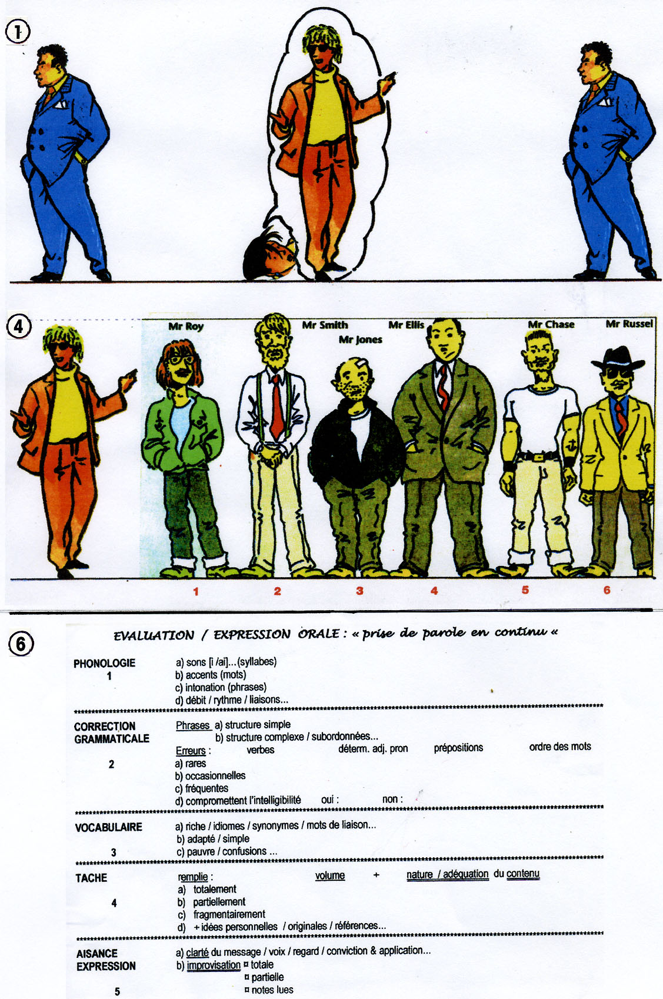 1
4
Mr Roy
Mr Smith
Mr Ellis
Mr Chase
Mr Russel
Mr Jones
1 2 3 4 5 6
6
EVALUATION / EXPRESSION ORALE : « prise de parole en continu «
PHONOLOGIE a) sons [i /ai]...(syllabes)
1 b) accents (mots)
c) intonation (phrases)
d) débit / rythme / liaisons...
CORRECTION Phrases a) structure simple
GRAMMATICALE b) structure complexe / subordonnées...
Erreurs : verbes déterm. adj. pron prépositions ordre des mots
2 a) rares
b) occasionnelles
c) fréquentes
d) compromettent l'intelligibilité oui : non :
VOCABULAIRE a) riche / idiomes / synonymes / mots de liaison...
b) adapté / simple
3 c) pauvre / confusions ...
TACHE remplie : volume + nature / adéquation du contenu
a) totalement
4 b) partiellement
c) fragmentairement
d) + idées personnelles / originales / références...
AISANCE a) clarté du message / voix / regard / conviction & application...
EXPRESSION b) improvisation ¤ totale
¤ partielle
5 ¤ notes lues